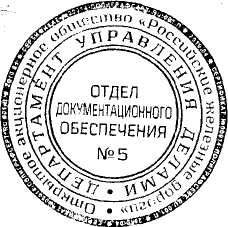 Открытое акционерное общество «Российские железные дороги»
ДЕПАРТАМЕНТ УПРАВЛЕНИЯ ДЕЛАМИ
ОТДЕЛ
ДОКУМЕНТАЦИОННОГО
ОБЕСПЕЧЕНИЯ
№5